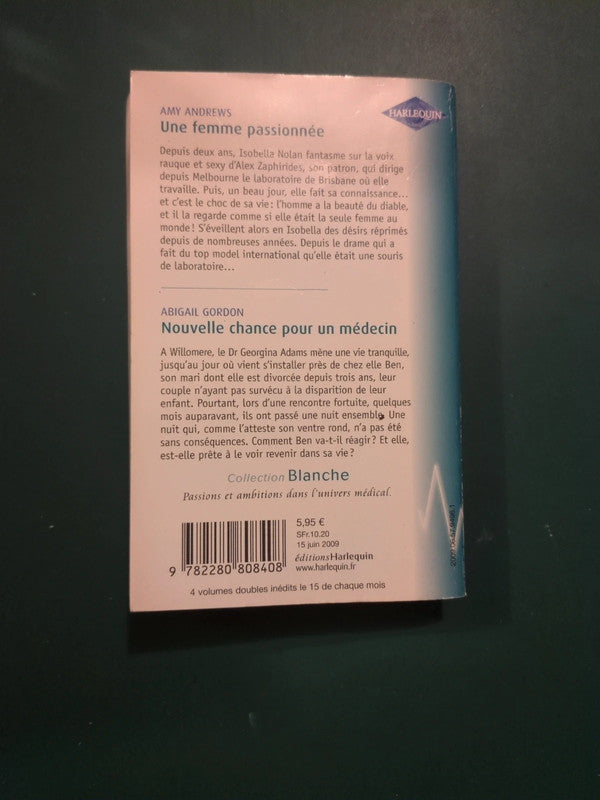 HARLEQUIN
AMY ANDREWS
Une femme passionnée
Depuis deux ans, Isobella Nolan fantasme sur la voix
rauque et sexy d'Alex Zaphirides, son patron, qui dirige
depuis Melbourne le laboratoire de Brisbane où elle
travaille. Puis, un beau jour, elle fait sa connaissance...
et c'est le choc de sa vie : l'homme a la beauté du diable,
et il la regarde comme si elle était la seule femme au
monde ! S'éveillent alors en Isobella des désirs réprimés
depuis de nombreuses années. Depuis le drame qui a
fait du top model international qu'elle était une souris
de laboratoire...
ABIGAIL GORDON
Nouvelle chance pour un médecin
A Willomere, le Dr Georgina Adams mène une vie tranquille,
jusqu'au jour où vient s'installer près de chez elle Ben,
son mari dont elle est divorcée depuis trois ans, leur
couple n'ayant pas survécu à la disparition de leur
enfant. Pourtant, lors d'une rencontre fortuite, quelques
mois auparavant, ils ont passé une nuit ensemble. Une
nuit qui, comme l'atteste son ventre rond, n'a pas été
sans conséquences. Comment Ben va-t-il réagir ? Et elle,
est-elle prête à le voir revenir dans sa vie ?
Collection Blanche
Passions et ambitions dans l'univers médical.
5,95 €
SFr.10.20
15 juin 2009
éditionsHarlequin
www.harlequin.fr
9 782280 808408
4 volumes doubles inédits le 15 de chaque mois